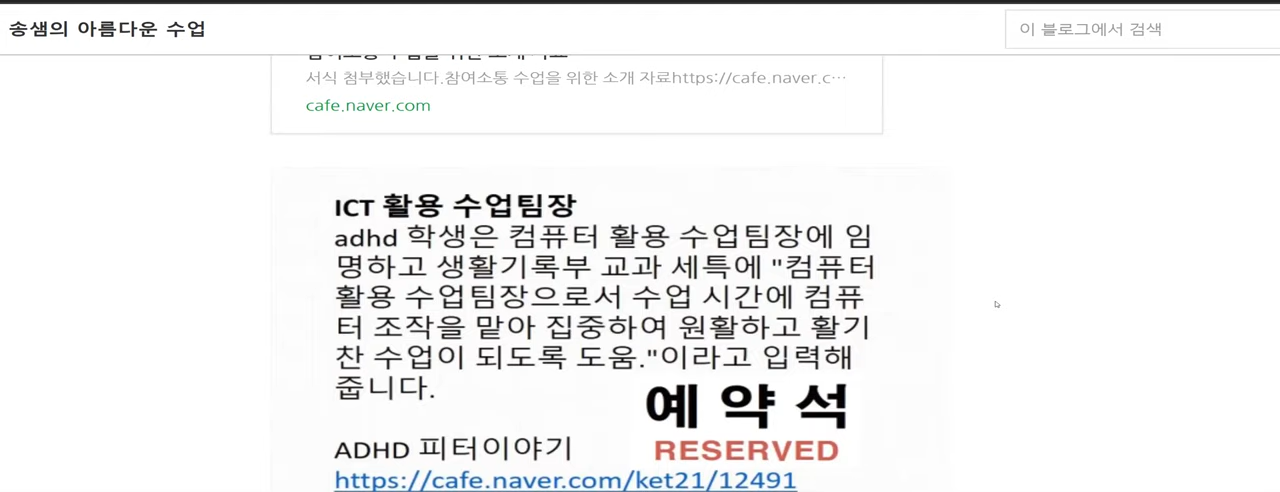 송샘의 아름다운 수업
이 블로그에서 검색
서식 첨부했습니다.참여소통 수업을 위한 소개 자료https://cafe.naver.c···
cafe.naver.com
ICT 활용 수업팀장
adhd 학생은 컴퓨터 활용 수업팀장에 임
명하고 생활기록부 교과 세특에 "컴퓨터
활용 수업팀장으로서 수업 시간에 컴퓨
터 조작을 맡아 집중하여 원활하고 활기
찬 수업이 되도록 도움."이라고 입력해
줍니다.
예 약 석
RESERVED
ADHD 피터이야기
https://cafe.naver.com/ket21/12491